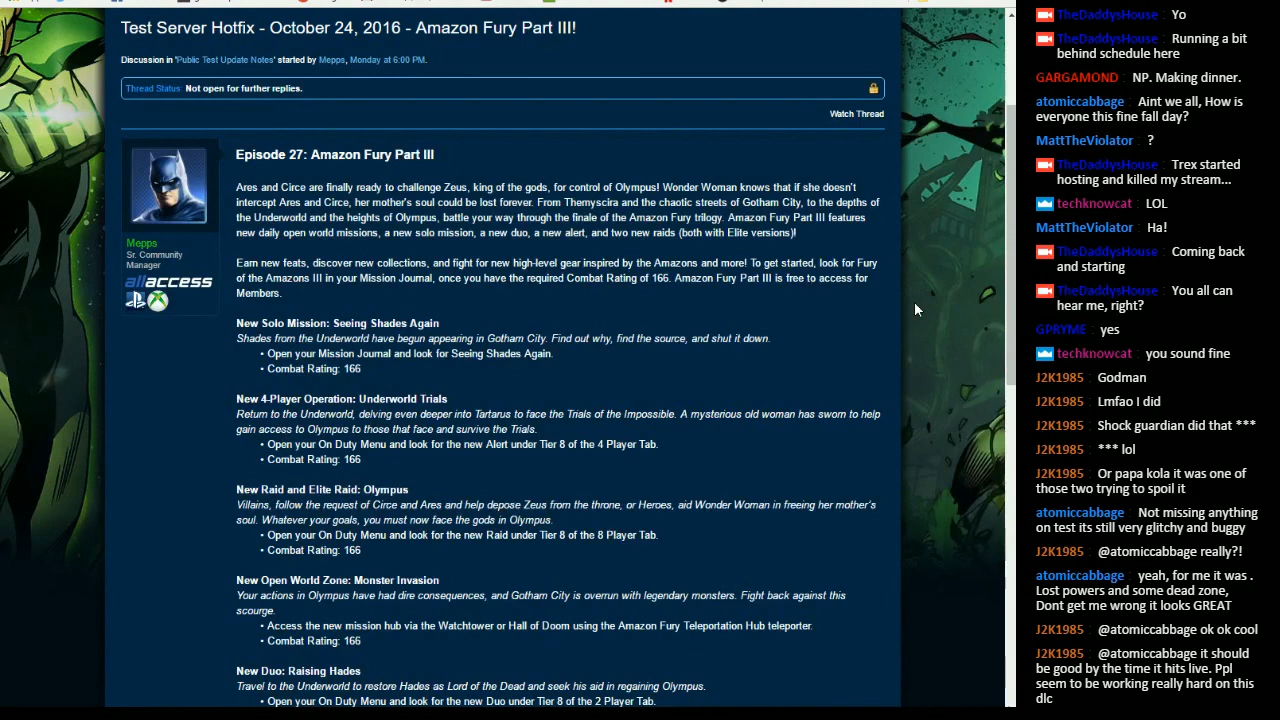 Test Server Hotfix - October 24, 2016 - Amazon Fury Part III!
Discussion in 'Public Test Update Notes' started by Mepps, Monday at 6:00 PM.
Thread Status: Not open for further replies.
Watch Thread
Mepps
Sr. Community
Manager
allaccess
Episode 27: Amazon Fury Part III
Ares and Circe are finally ready to challenge Zeus, king of the gods, for control of Olympus! Wonder Woman knows that if she doesn't
intercept Ares and Circe, her mother's soul could be lost forever. From Themyscira and the chaotic streets of Gotham City, to the depths of
the Underworld and the heights of Olympus, battle your way through the finale of the Amazon Fury trilogy. Amazon Fury Part III features
new daily open world missions, a new solo mission, a new duo, a new alert, and two new raids (both with Elite versions)!
Earn new feats, discover new collections, and fight for new high-level gear inspired by the Amazons and more! To get started, look for Fury
of the Amazons III in your Mission Journal, once you have the required Combat Rating of 166. Amazon Fury Part III is free to access for
Members.
New Solo Mission: Seeing Shades Again
Shades from the Underworld have begun appearing in Gotham City. Find out why, find the source, and shut it down.
• Open your Mission Journal and look for Seeing Shades Again.
• Combat Rating: 166
New 4-Player Operation: Underworld Trials
Return to the Underworld, delving even deeper into Tartarus to face the Trials of the Impossible. A mysterious old woman has sworn to help
gain access to Olympus to those that face and survive the Trials.
• Open your On Duty Menu and look for the new Alert under Tier 8 of the 4 Player Tab.
• Combat Rating: 166
New Raid and Elite Raid: Olympus
Villains, follow the request of Circe and Ares and help depose Zeus from the throne, or Heroes, aid Wonder Woman in freeing her mother's
soul. Whatever your goals, you must now face the gods in Olympus.
• Open your On Duty Menu and look for the new Raid under Tier 8 of the 8 Player Tab.
• Combat Rating: 166
New Open World Zone: Monster Invasion
Your actions in Olympus have had dire consequences, and Gotham City is overrun with legendary monsters. Fight back against this
scourge.
• Access the new mission hub via the Watchtower or Hall of Doom using the Amazon Fury Teleportation Hub teleporter.
• Combat Rating: 166
New Duo: Raising Hades
Travel to the Underworld to restore Hades as Lord of the Dead and seek his aid in regaining Olympus.
• Open your On Duty Menu and look for the new Duo under Tier 8 of the 2 Player Tab.
TheDaddysHouse : Yo
TheDaddysHouse : Running a bit
behind schedule here
GARGAMOND : NP. Making dinner.
atomiccabbage : Aint we all, How is
everyone this fine fall day?
MattTheViolator : ?
TheDaddysHouse : Trex started
hosting and killed my stream...
techknowcat : LOL
MattTheViolator : Ha!
TheDaddysHouse : Coming back
and starting
TheDaddysHouse : You all can
hear me, right?
GPRYME : yes
techknowcat : you sound fine
J2K1985 : Godman
J2K1985 : Lmfao I did
J2K1985 : Shock guardian did that ***
J2K1985 : *** lol
J2K1985 : Or papa kola it was one of
those two trying to spoil it
atomiccabbage : Not missing anything
on test its still very glitchy and buggy
J2K1985 : @atomiccabbage really?!
atomiccabbage : yeah, for me it was .
Lost powers and some dead zone,
Dont get me wrong it looks GREAT
J2K1985 : @atomiccabbage ok ok cool
J2K1985 : @atomiccabbage it should
be good by the time it hits live. Ppl
seem to be working really hard on this
dlc